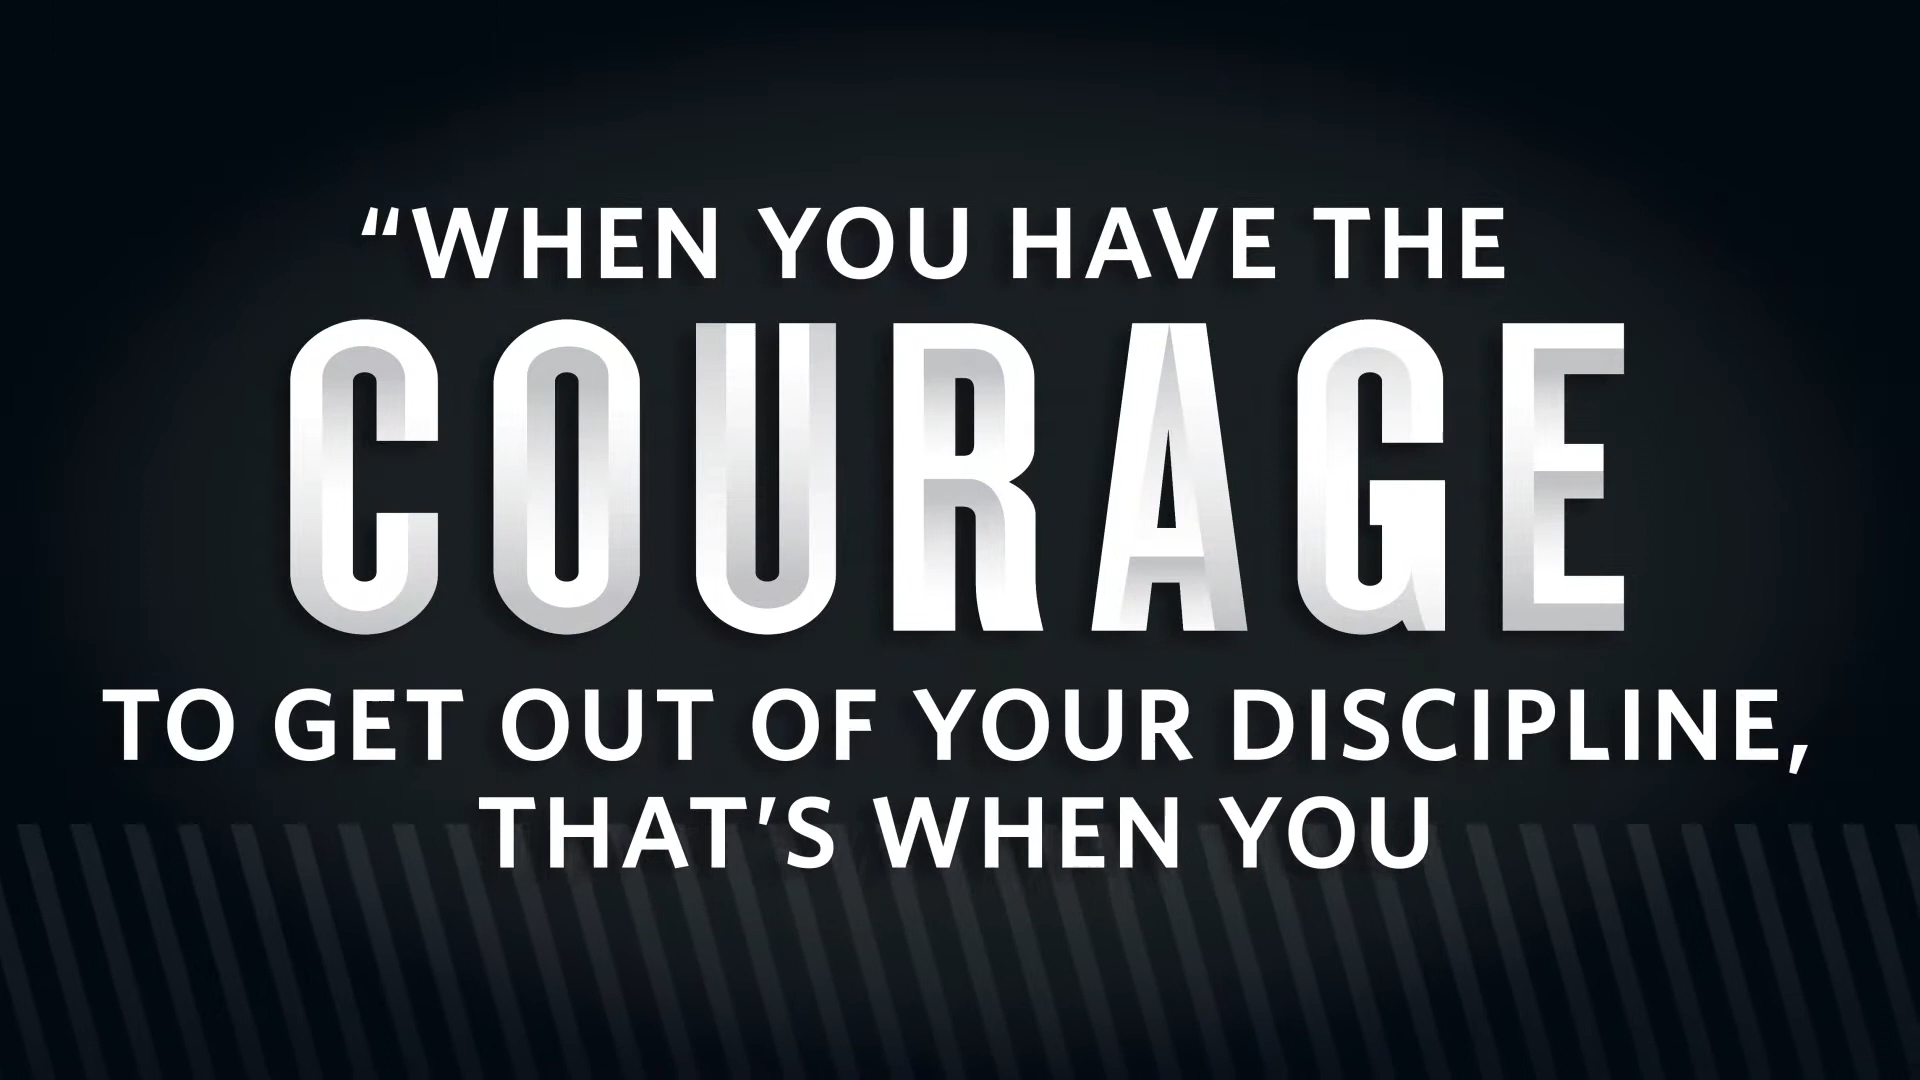 “WHEN YOU HAVE THE
COURAGE
TO GET OUT OF YOUR DISCIPLINE,
THAT’S WHEN YOU